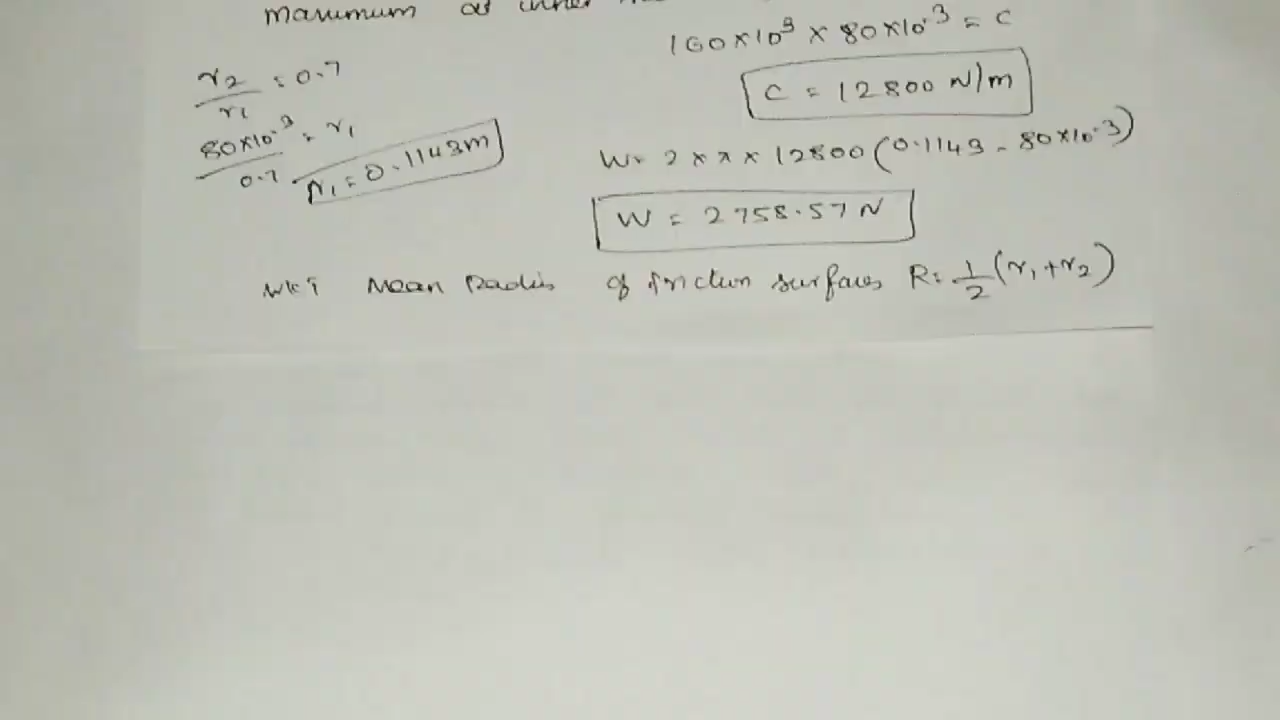 maximum at inner
r2/r1 = 0.7
80×10-3/0.7 = r1
r1 = 0.1143m
160×10³ × 80×10-3 = C
C = 12800 N/m
W = 2 × π × 12800 (0.1143 - 80×10-3)
W = 2758.57 N
WKT Mean Radius of friction surfaces R = 1/2 (r1+r2)